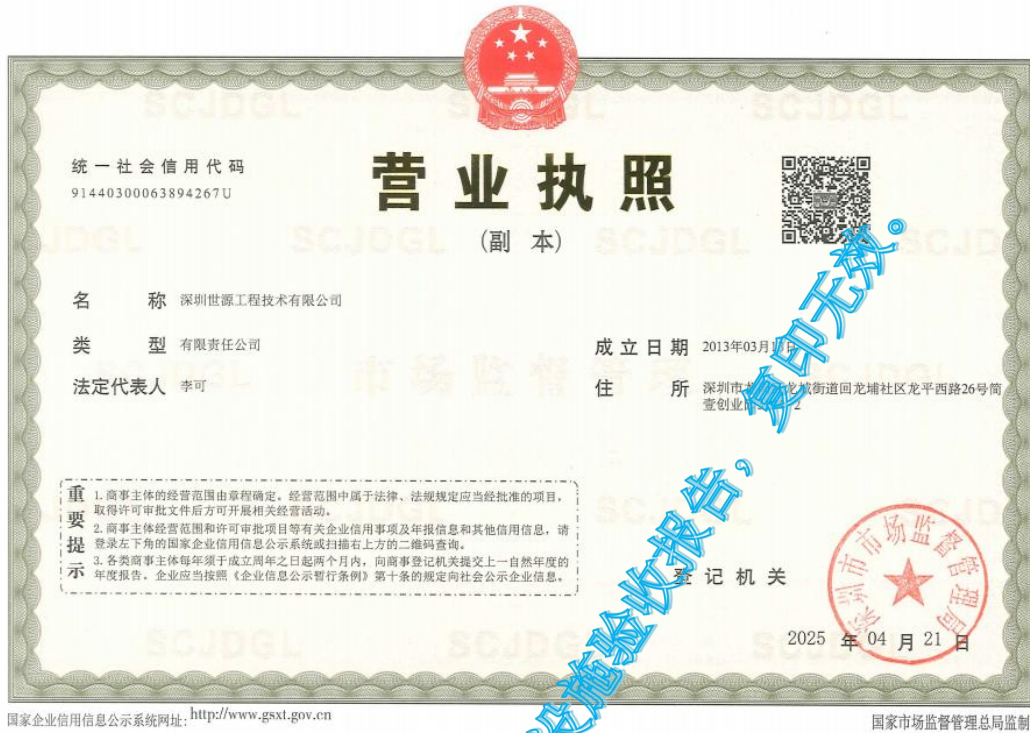 统一社会信用代码
91440300063894267U
营业执照
(副 本)
名 称 深圳世源工程技术有限公司
类 型 有限责任公司
法定代表人 李可
成立日期 2013年03月1 日
住 所 深圳市 龙城街道回龙埔社区龙平西路26号简
壹创业 2
重要提示
1.商事主体的经营范围由章程确定。经营范围中属于法律、法规规定应当经批准的项目,
取得许可审批文件后方可开展相关经营活动。
2.商事主体经营范围和许可审批项目等有关企业信用事项及年报信息和其他信用信息,请
登录左下角的国家企业信用信息公示系统或扫描右上方的二维码查询。
3.各类商事主体每年须于成立周年之日起两个月内,向商事登记机关提交上一自然年度的
年度报告。企业应当按照《企业信息公示暂行条例》第十条的规定向社会公示企业信息。
登记机关
深圳市市场监督管理局
2025 年 04 月 21 日
设施验收报告,复印无效。
国家企业信用信息公示系统网址: http://www.gsxt.gov.cn
国家市场监督管理总局监制
SCJDGL
SCJDGL
SCJDGL
JDGL
SCJDGL
SCJDGL
SCJD
SCJDGL
SCJDGL